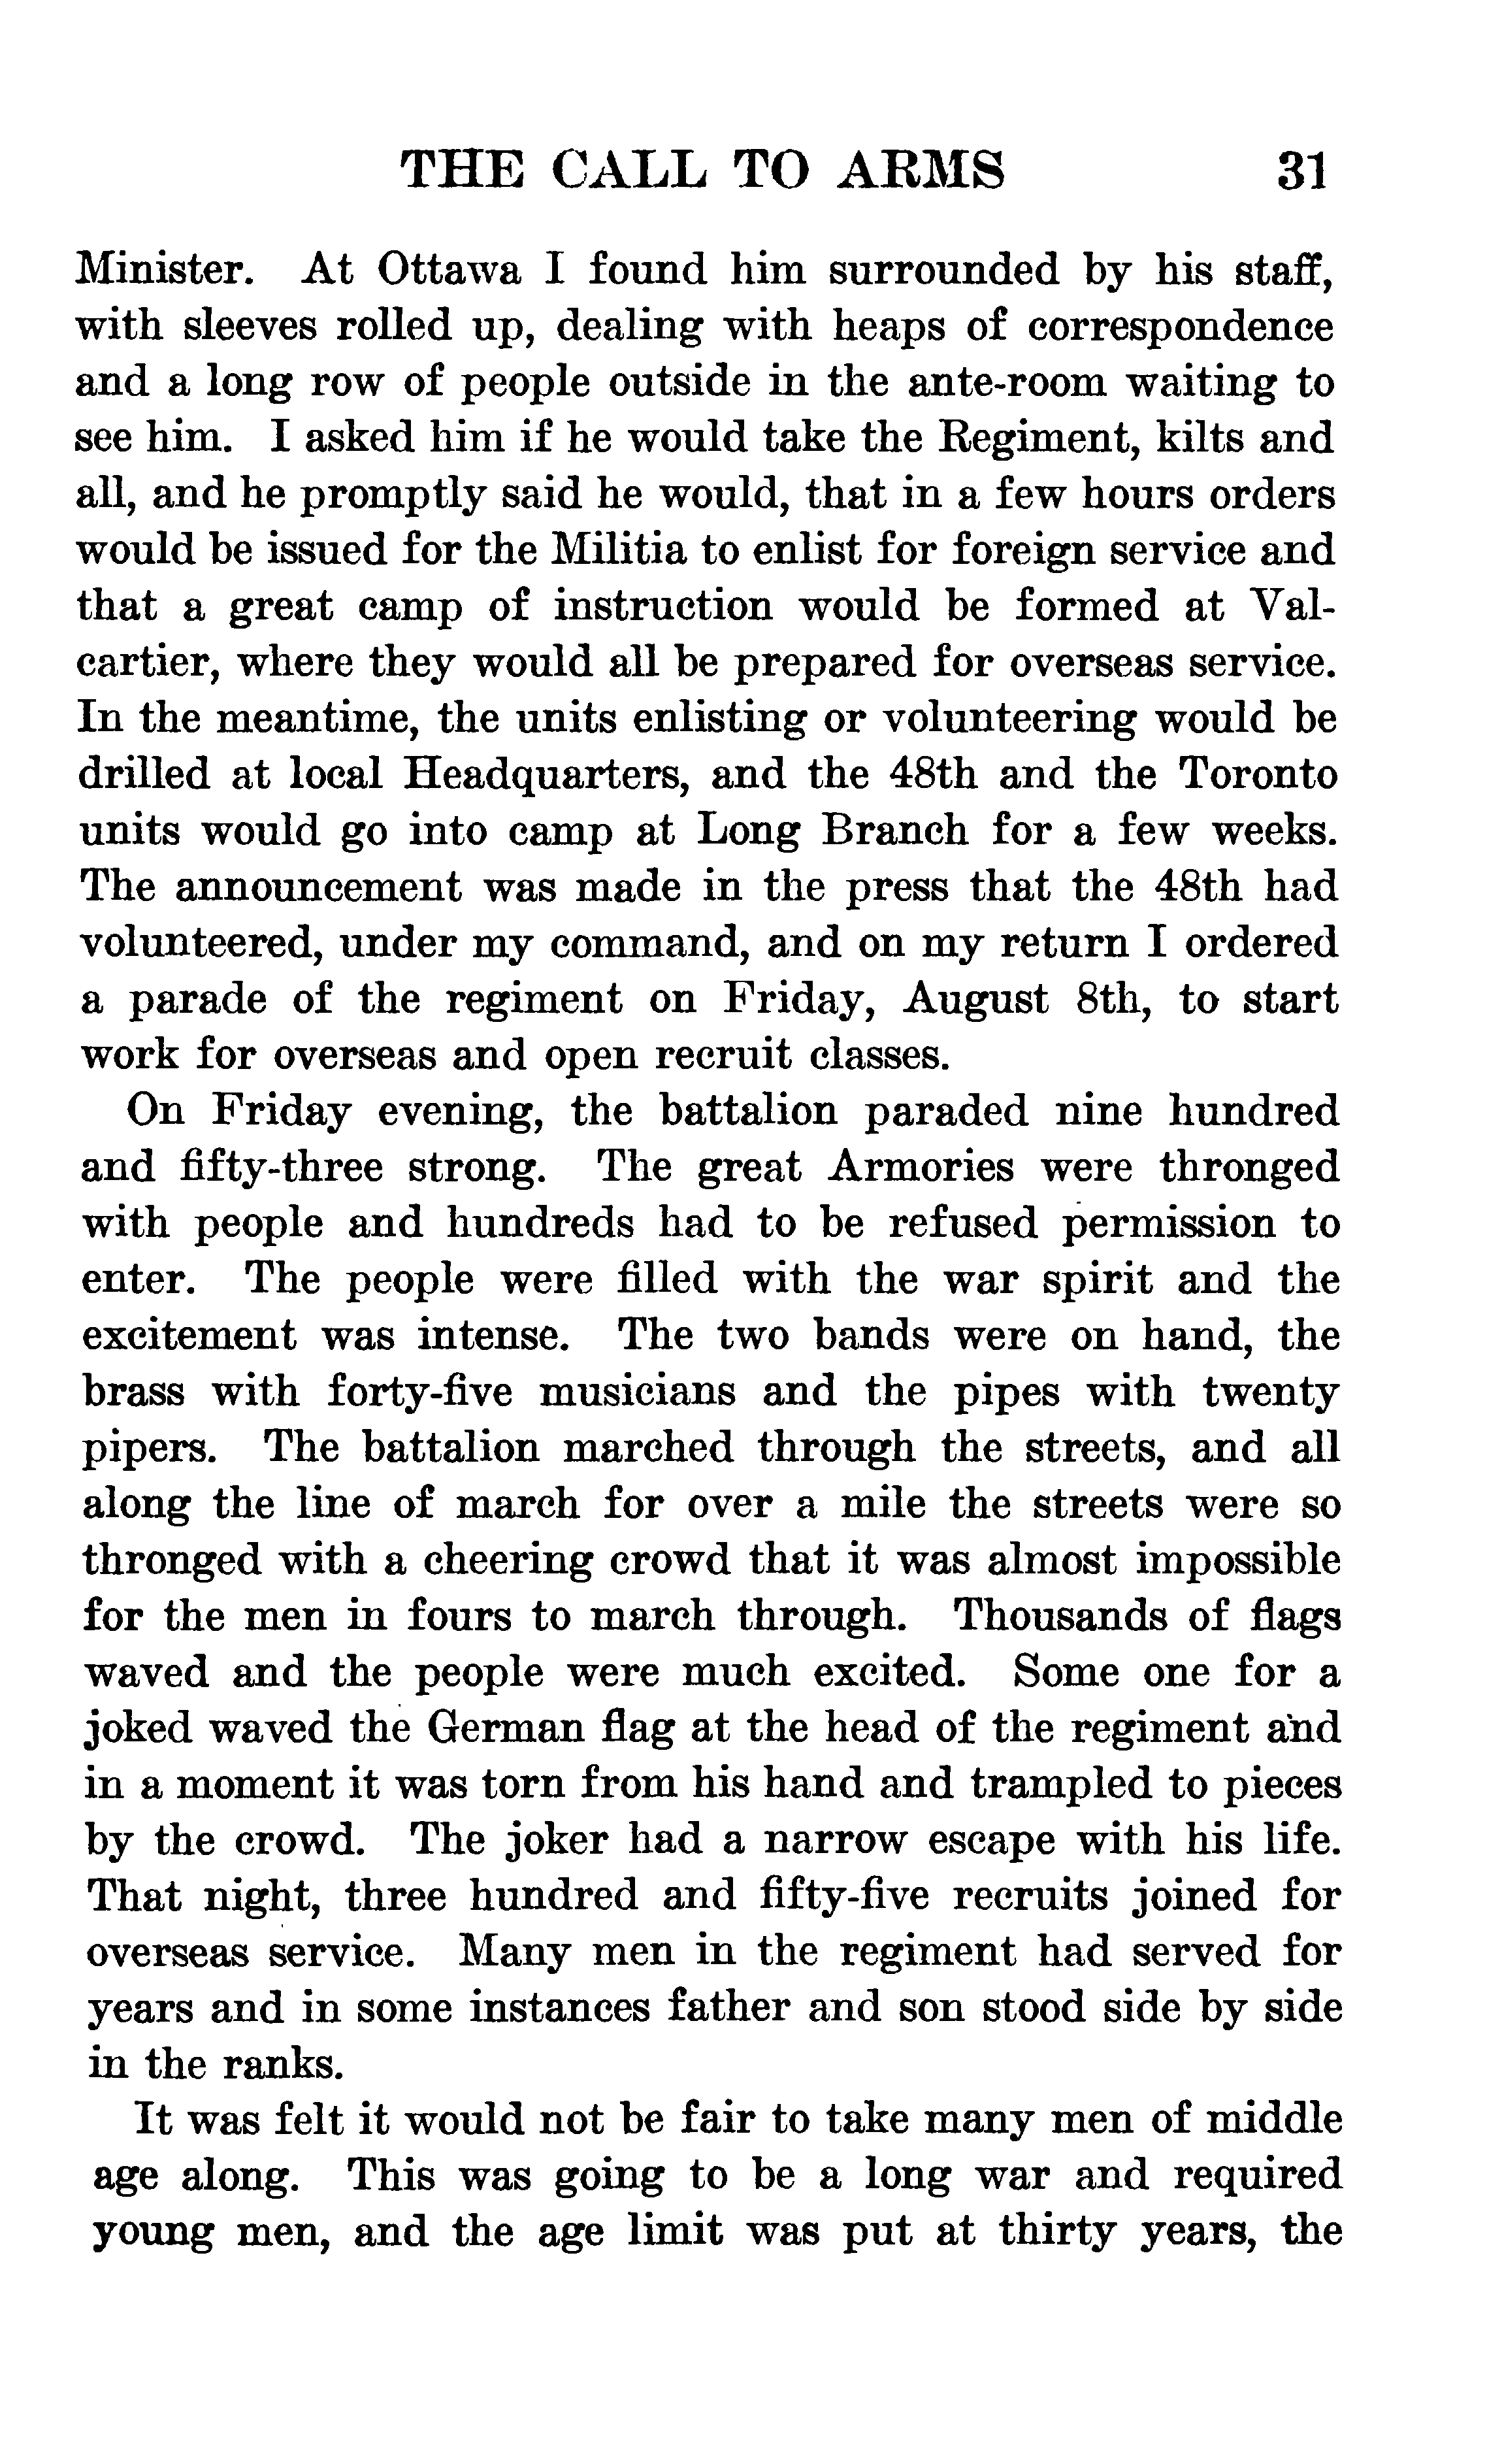 THE CALL TO ARMS 31
Minister. At Ottawa I found him surrounded by his staff,
with sleeves rolled up, dealing with heaps of correspondence
and a long row of people outside in the ante-room waiting to
see him. I asked him if he would take the Regiment, kilts and
all, and he promptly said he would, that in a few hours orders
would be issued for the Militia to enlist for foreign service and
that a great camp of instruction would be formed at Val-
cartier, where they would all be prepared for overseas service.
In the meantime, the units enlisting or volunteering would be
drilled at local Headquarters, and the 48th and the Toronto
units would go into camp at Long Branch for a few weeks.
The announcement was made in the press that the 48th had
volunteered, under my command, and on my return I ordered
a parade of the regiment on Friday, August 8th, to start
work for overseas and open recruit classes.
On Friday evening, the battalion paraded nine hundred
and fifty-three strong. The great Armories were thronged
with people and hundreds had to be refused permission to
enter. The people were filled with the war spirit and the
excitement was intense. The two bands were on hand, the
brass with forty-five musicians and the pipes with twenty
pipers. The battalion marched through the streets, and all
along the line of march for over a mile the streets were so
thronged with a cheering crowd that it was almost impossible
for the men in fours to march through. Thousands of flags
waved and the people were much excited. Some one for a
joked waved the German flag at the head of the regiment and
in a moment it was torn from his hand and trampled to pieces
by the crowd. The joker had a narrow escape with his life.
That night, three hundred and fifty-five recruits joined for
overseas service. Many men in the regiment had served for
years and in some instances father and son stood side by side
in the ranks.
It was felt it would not be fair to take many men of middle
age along. This was going to be a long war and required
young men, and the age limit was put at thirty years, the